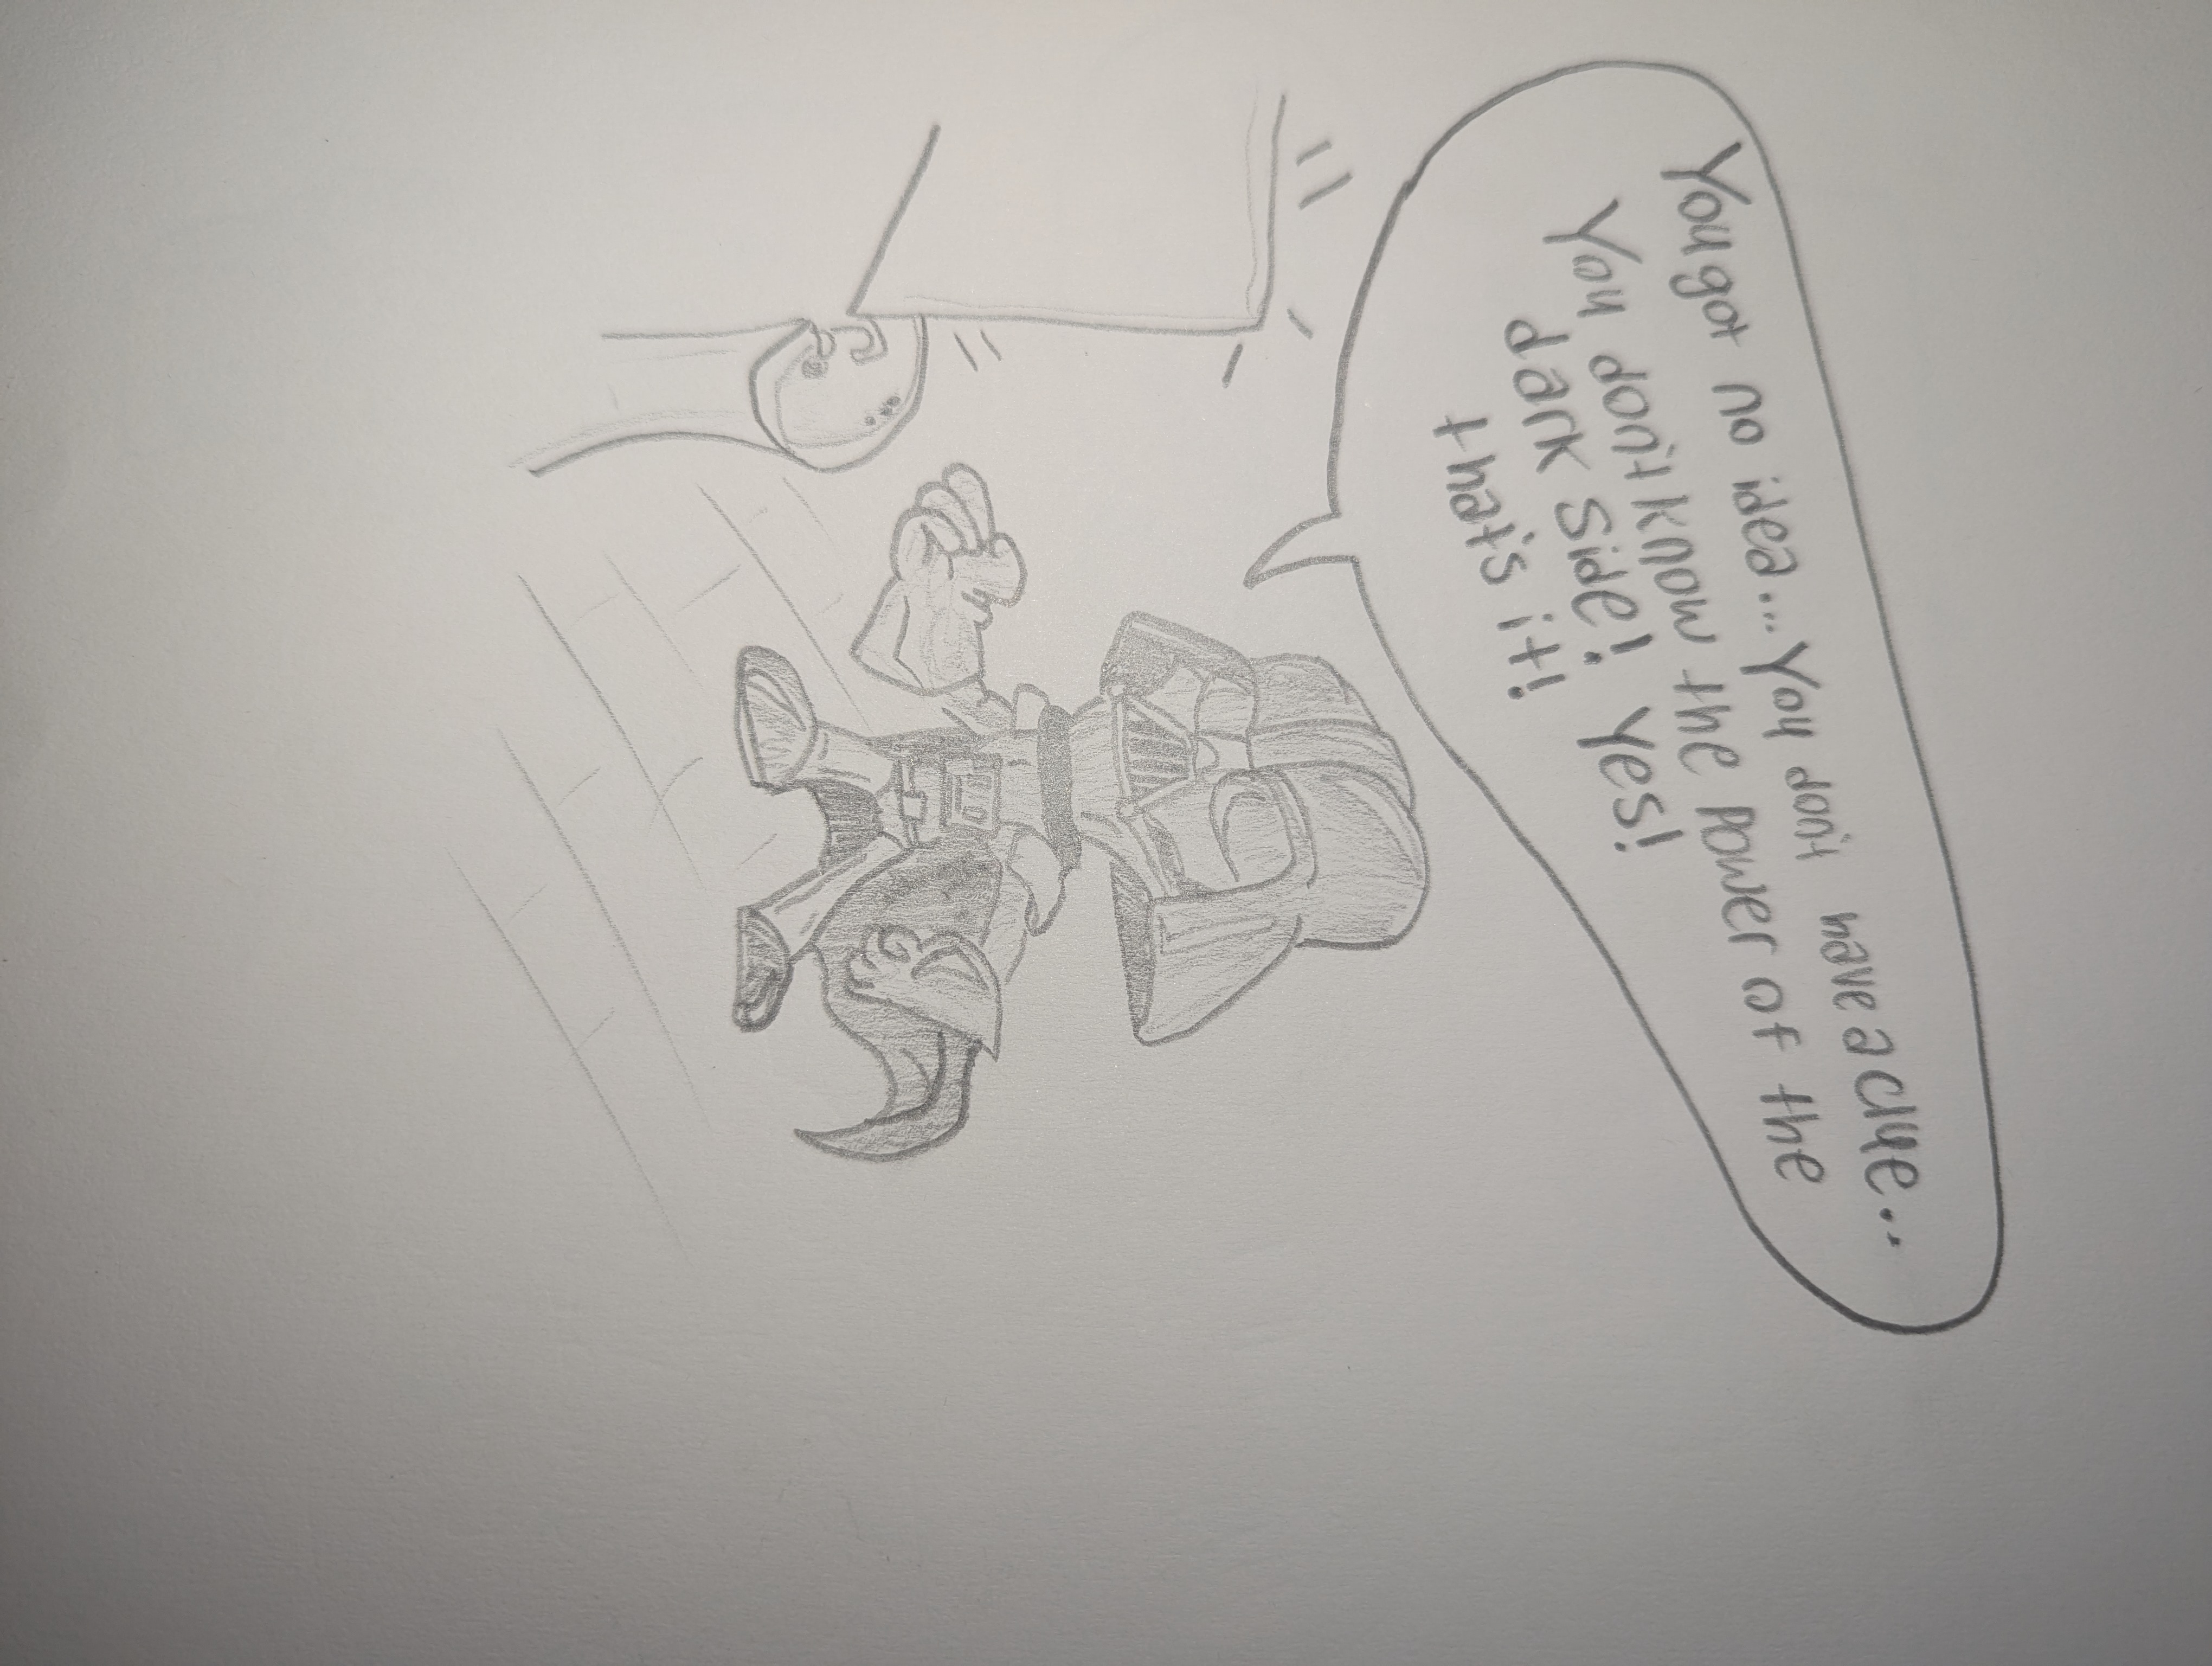 You got no idea... You don't have a clue..
You don't know the power of the
dark side! Yes!
that's it!